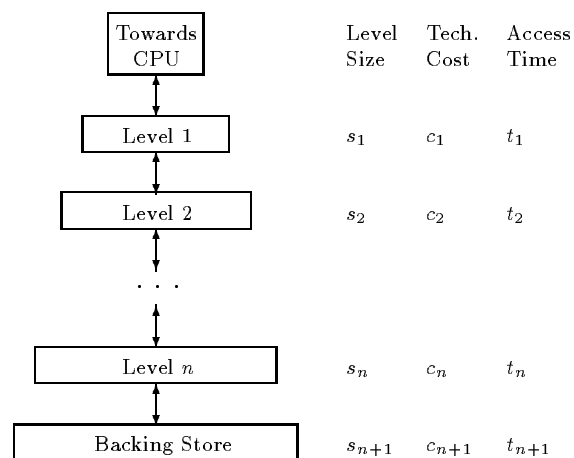 Towards CPU Level Size Tech. Cost Access Time
Level 1 s₁ c₁ t₁
Level 2 s₂ c₂ t₂
. . .
Level n sₙ cₙ tₙ
Backing Store sₙ₊₁ cₙ₊₁ tₙ₊₁